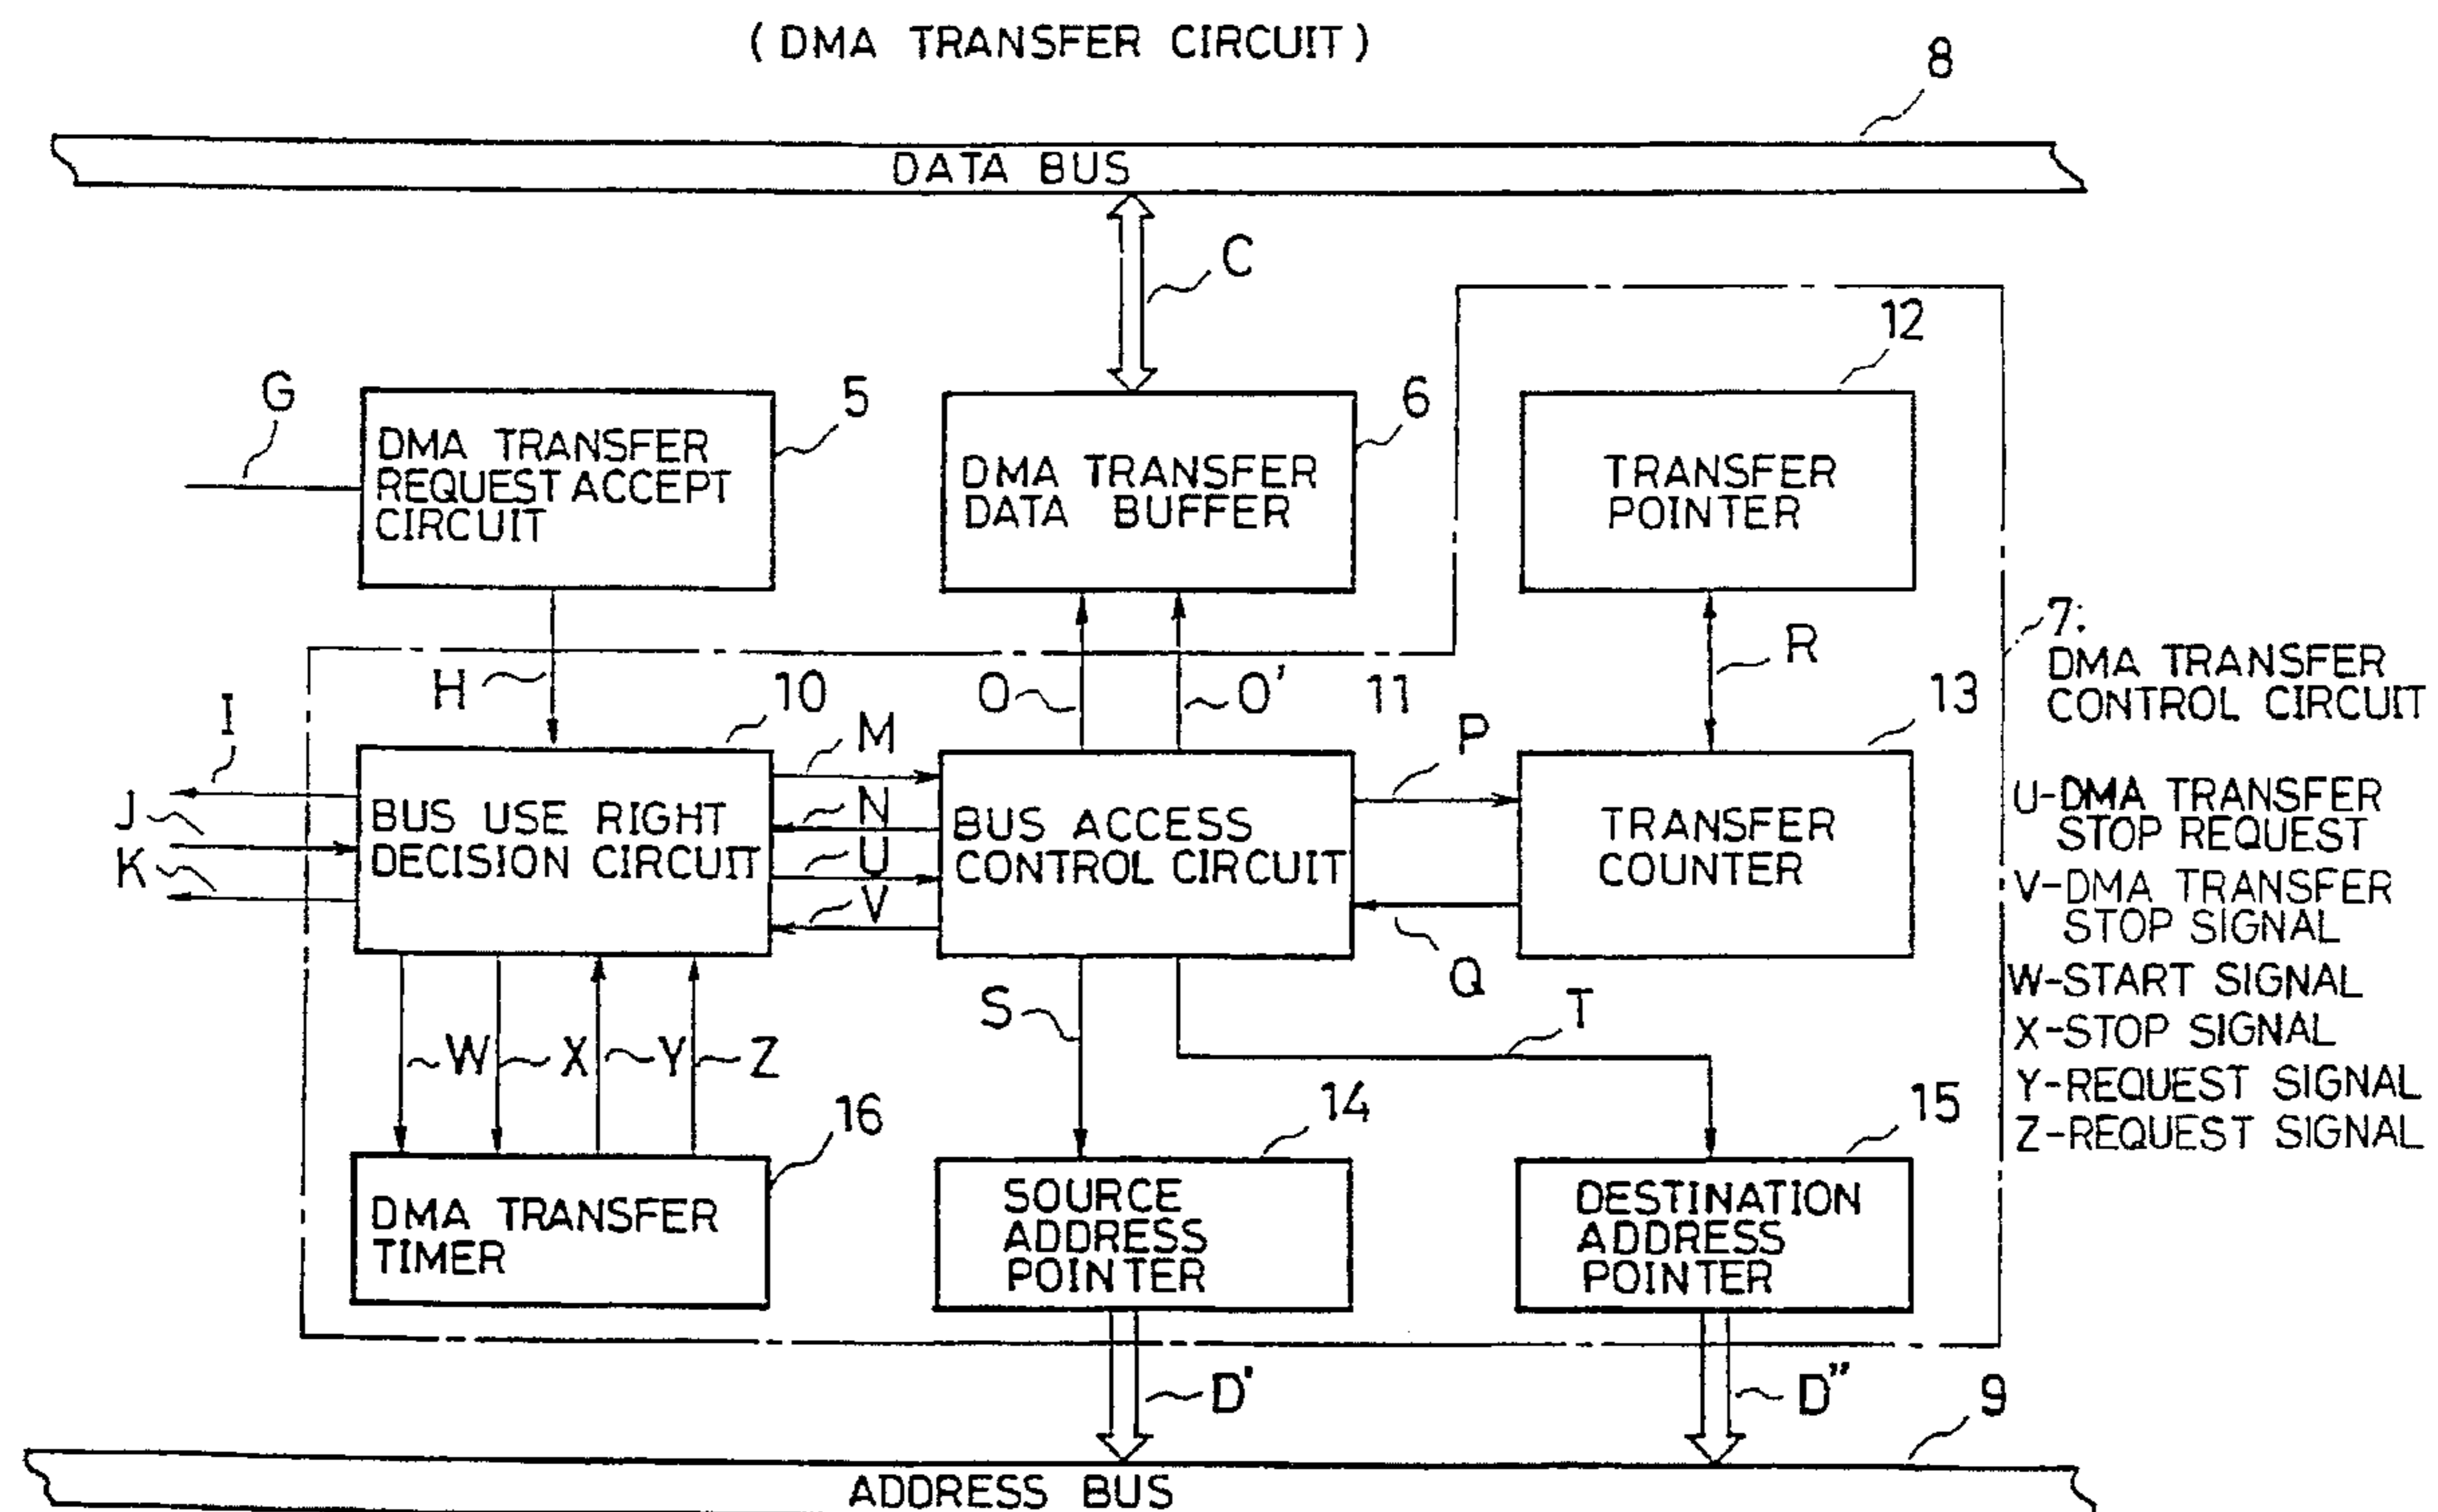 (DMA TRANSFER CIRCUIT)
8
DATA BUS
C
12
G
5
6
DMA TRANSFER
REQUEST ACCEPT
CIRCUIT
DMA TRANSFER
DATA BUFFER
TRANSFER
POINTER
H
O
O'
R
7:
DMA TRANSFER
CONTROL CIRCUIT
10
11
13
I
J
K
M
N
U
V
P
Q
BUS USE RIGHT
DECISION CIRCUIT
BUS ACCESS
CONTROL CIRCUIT
TRANSFER
COUNTER
U-DMA TRANSFER
STOP REQUEST
V-DMA TRANSFER
STOP SIGNAL
W-START SIGNAL
X-STOP SIGNAL
Y-REQUEST SIGNAL
Z-REQUEST SIGNAL
S
T
W
X
Y
Z
16
14
15
DMA TRANSFER
TIMER
SOURCE
ADDRESS
POINTER
DESTINATION
ADDRESS
POINTER
D'
D"
9
ADDRESS BUS